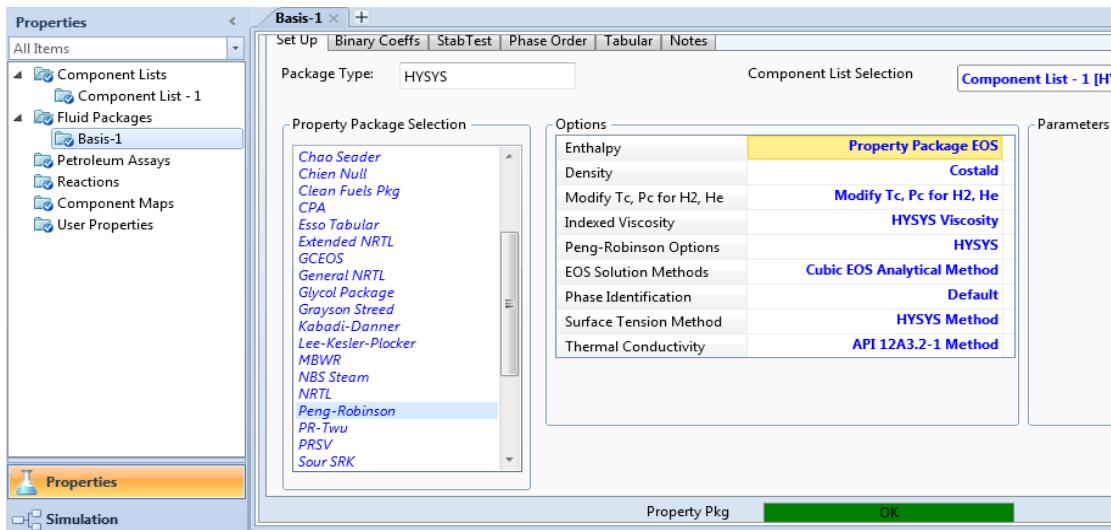 Properties <
All Items
Component Lists
Component List - 1
Fluid Packages
Basis-1
Petroleum Assays
Reactions
Component Maps
User Properties
Properties
Simulation
Basis-1 × +
Set Up Binary Coeffs StabTest Phase Order Tabular Notes
Package Type: HYSYS Component List Selection Component List - 1 [HY
Property Package Selection
Chao Seader
Chien Null
Clean Fuels Pkg
CPA
Esso Tabular
Extended NRTL
GCEOS
General NRTL
Glycol Package
Grayson Streed
Kabadi-Danner
Lee-Kesler-Plocker
MBWR
NBS Steam
NRTL
Peng-Robinson
PR-Twu
PRSV
Sour SRK
Options
Enthalpy Property Package EOS
Density Costald
Modify Tc, Pc for H2, He Modify Tc, Pc for H2, He
Indexed Viscosity HYSYS Viscosity
Peng-Robinson Options HYSYS
EOS Solution Methods Cubic EOS Analytical Method
Phase Identification Default
Surface Tension Method HYSYS Method
Thermal Conductivity API 12A3.2-1 Method
Parameters
Property Pkg OK